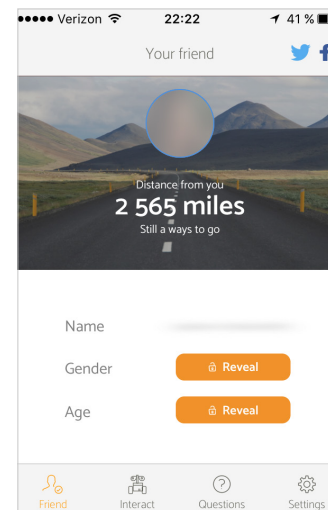 Verizon 22:22 41 %
Your friend
Distance from you
2 565 miles
Still a ways to go
Name
Gender Reveal
Age Reveal
Friend Interact Questions Settings